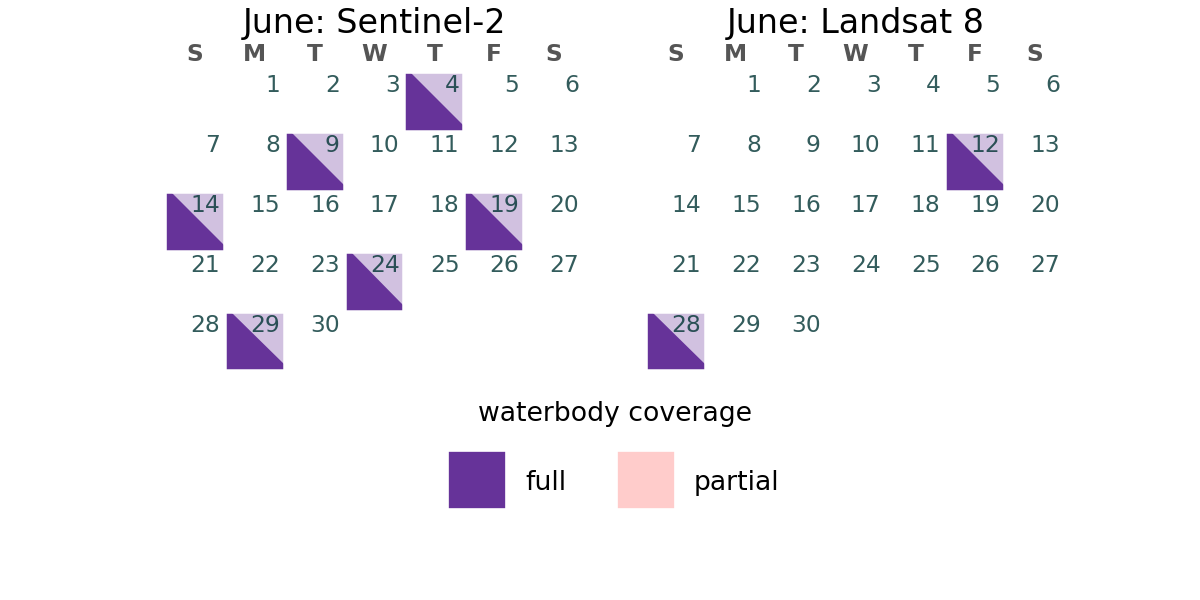 June: Sentinel-2
S M T W T F S
1 2 3 4 5 6
7 8 9 10 11 12 13
14 15 16 17 18 19 20
21 22 23 24 25 26 27
28 29 30
June: Landsat 8
S M T W T F S
1 2 3 4 5 6
7 8 9 10 11 12 13
14 15 16 17 18 19 20
21 22 23 24 25 26 27
28 29 30
waterbody coverage
full partial